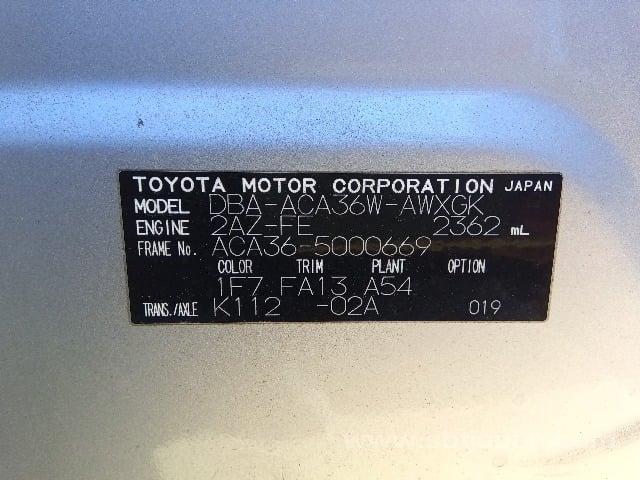 TOYOTA MOTOR CORPORATION JAPAN
MODEL DBA-ACA36W-AWXGK
ENGINE 2AZ-FE 2362 mL
FRAME No. ACA36-5000669
COLOR TRIM PLANT OPTION
1F7 FA13 A54
TRANS./AXLE K112 -02A 019